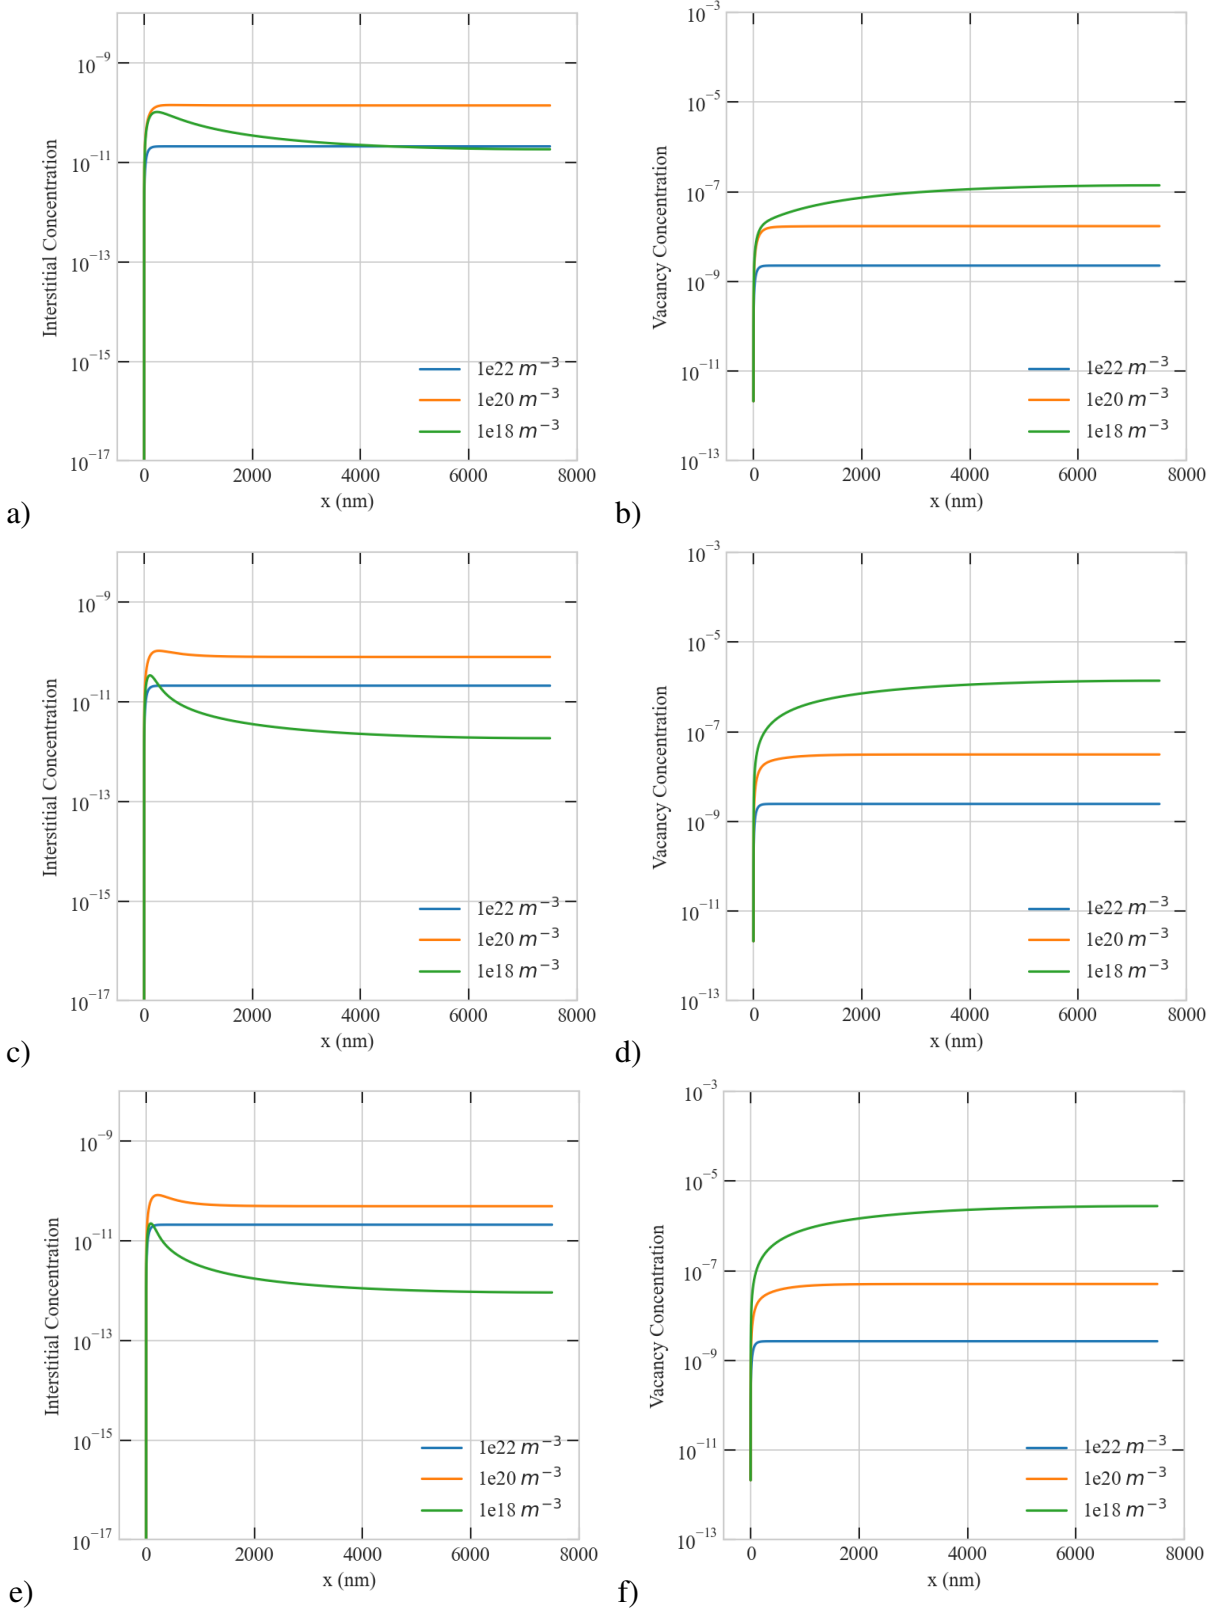 10⁻⁹
10⁻¹¹
10⁻¹³
10⁻¹⁵
10⁻¹⁷
Interstitial Concentration
1e22 m⁻³
1e20 m⁻³
1e18 m⁻³
0 2000 4000 6000 8000
x (nm)
a)
10⁻³
10⁻⁵
10⁻⁷
10⁻⁹
10⁻¹¹
10⁻¹³
Vacancy Concentration
1e22 m⁻³
1e20 m⁻³
1e18 m⁻³
0 2000 4000 6000 8000
x (nm)
b)
10⁻⁹
10⁻¹¹
10⁻¹³
10⁻¹⁵
10⁻¹⁷
Interstitial Concentration
1e22 m⁻³
1e20 m⁻³
1e18 m⁻³
0 2000 4000 6000 8000
x (nm)
c)
10⁻³
10⁻⁵
10⁻⁷
10⁻⁹
10⁻¹¹
10⁻¹³
Vacancy Concentration
1e22 m⁻³
1e20 m⁻³
1e18 m⁻³
0 2000 4000 6000 8000
x (nm)
d)
10⁻⁹
10⁻¹¹
10⁻¹³
10⁻¹⁵
10⁻¹⁷
Interstitial Concentration
1e22 m⁻³
1e20 m⁻³
1e18 m⁻³
0 2000 4000 6000 8000
x (nm)
e)
10⁻³
10⁻⁵
10⁻⁷
10⁻⁹
10⁻¹¹
10⁻¹³
Vacancy Concentration
1e22 m⁻³
1e20 m⁻³
1e18 m⁻³
0 2000 4000 6000 8000
x (nm)
f)